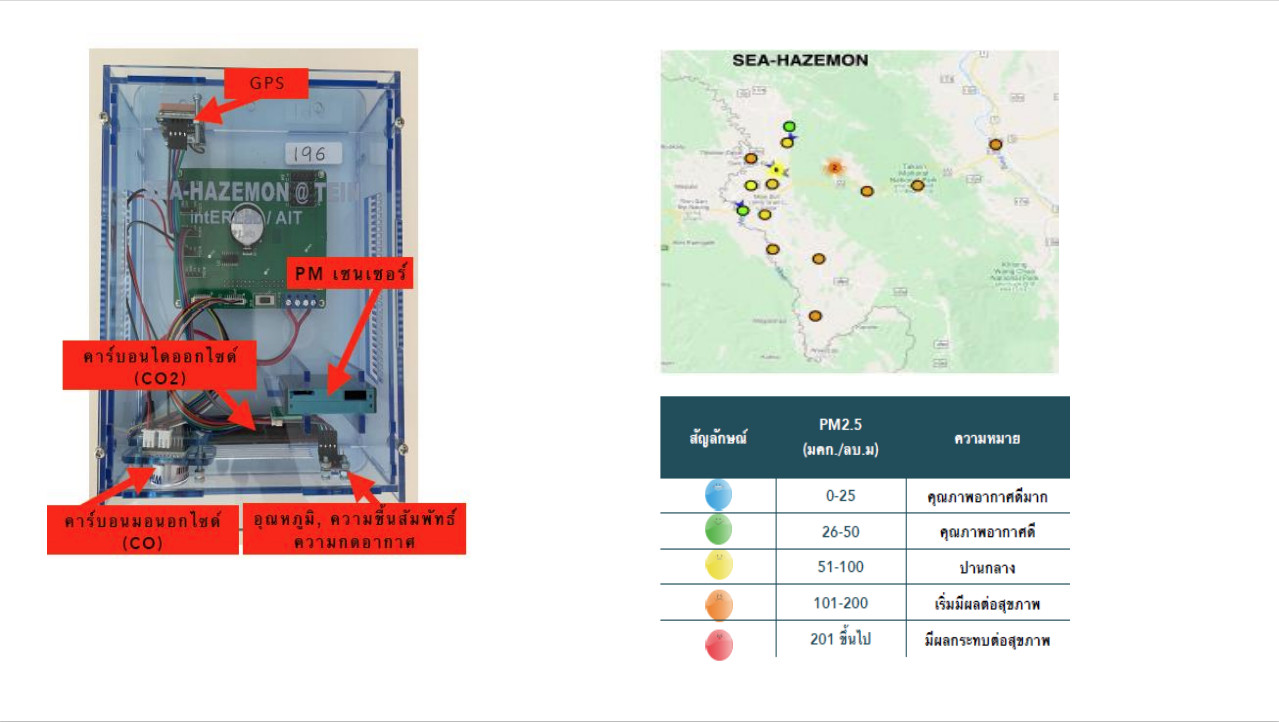 GPS
196
SEA-HAZEMON @ TEIN
intERLab / AIT
PM เซนเซอร์
คาร์บอนไดออกไซด์
(CO2)
คาร์บอนมอนอกไซด์
(CO)
อุณหภูมิ, ความชื้นสัมพัทธ์
ความกดอากาศ
SEA-HAZEMON
สัญลักษณ์
PM2.5
(มคก./ลบ.ม)
ความหมาย
0-25
คุณภาพอากาศดีมาก
26-50
คุณภาพอากาศดี
51-100
ปานกลาง
101-200
เริ่มมีผลต่อสุขภาพ
201 ขึ้นไป
มีผลกระทบต่อสุขภาพ